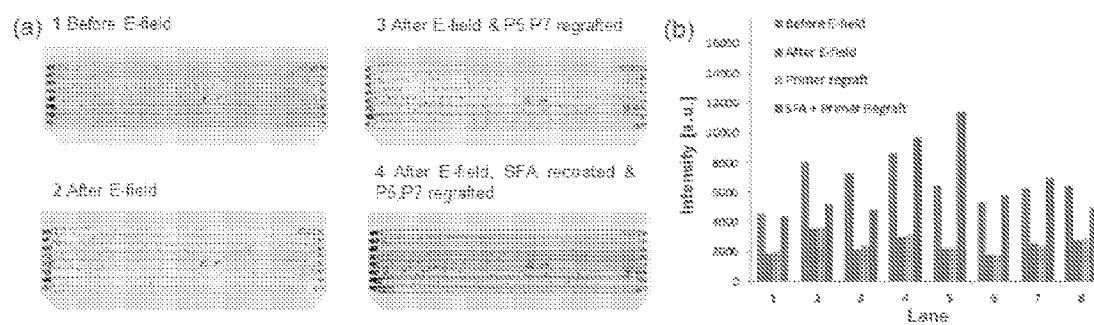 (a) 1 Before E-field
3 After E-field & P5,P7 regrafted
2 After E-field
4 After E-field, SFA recoated &
P5,P7 regrafted
(b)
Before E-field
After E-field
Primer regraft
SFA + Primer Regraft
Intensity [a.u.]
16000
14000
12000
10000
8000
6000
4000
2000
0
1 2 3 4 5 6 7 8
Lane